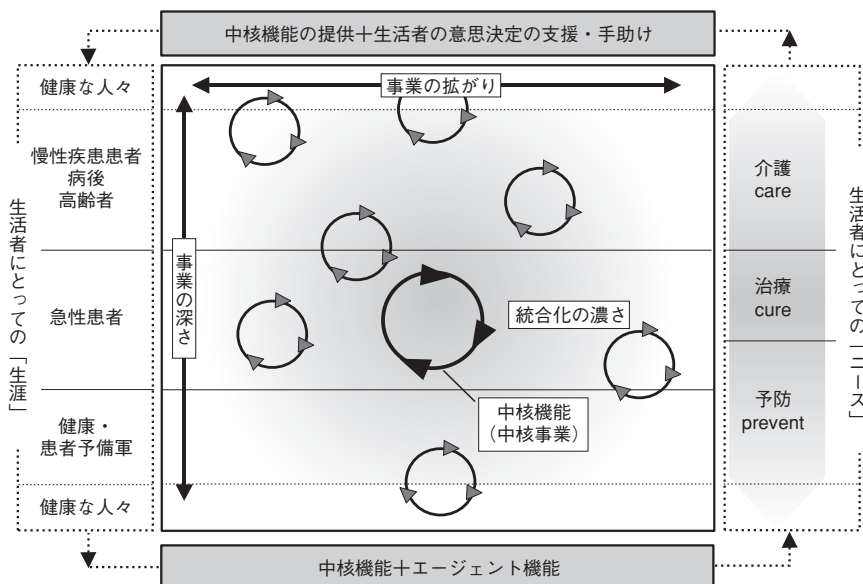 中核機能の提供+生活者の意思決定の支援・手助け
健康な人々
事業の拡がり
慢性疾患患者
病後
高齢者
介護
care
生活者にとっての「生涯」
事業の深さ
生活者にとっての「ニーズ」
急性患者
統合化の濃さ
治療
cure
中核機能
(中核事業)
予防
prevent
健康・
患者予備軍
健康な人々
中核機能+エージェント機能